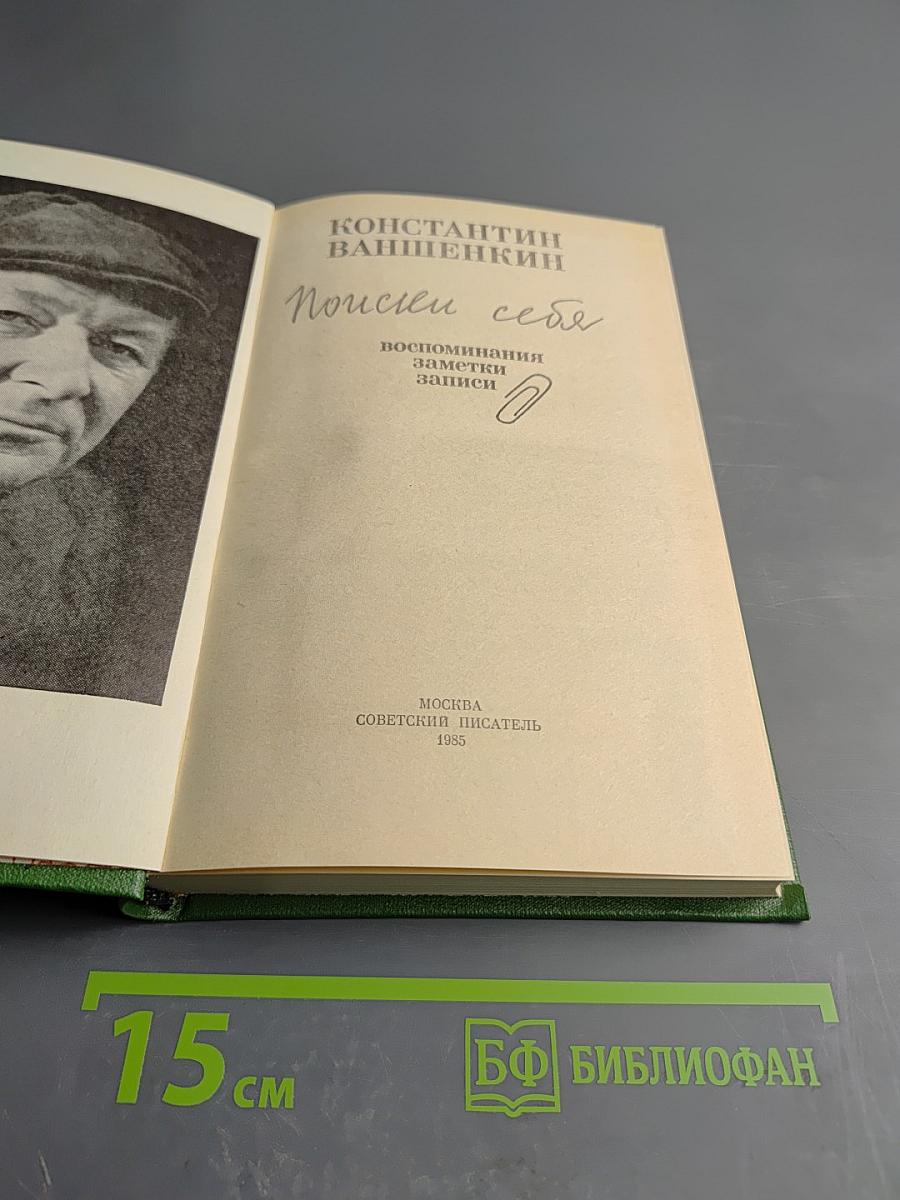 КОНСТАНТИН
ВАНШЕНКИН
Поиски себя
воспоминания
заметки
записи
МОСКВА
СОВЕТСКИЙ ПИСАТЕЛЬ
1985
15 см
БФ БИБЛИОФАН